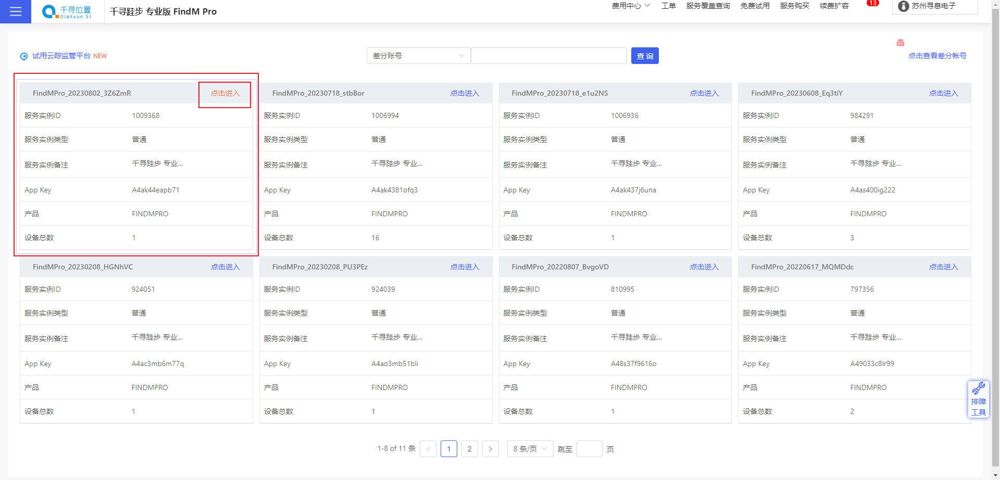 千寻位置
Qianxun SI
千寻跬步 专业版 FindM Pro
费用中心 工单 服务覆盖查询 免费试用 服务购买 续费扩容 13 苏州寻息电子
试用云踪监管平台 NEW
差分账号
查 询
点击查看差分帐号
FindMPro_20230802_3Z6ZmR 点击进入
服务实例ID 1009368
服务实例类型 普通
服务实例备注 千寻跬步 专业...
App Key A4ak44eapb71
产品 FINDMPRO
设备总数 1
FindMPro_20230718_stbBor 点击进入
服务实例ID 1006994
服务实例类型 普通
服务实例备注 千寻跬步 专业...
App Key A4ak4381ofq3
产品 FINDMPRO
设备总数 16
FindMPro_20230718_e1u2NS 点击进入
服务实例ID 1006936
服务实例类型 普通
服务实例备注 千寻跬步 专业...
App Key A4ak437j6una
产品 FINDMPRO
设备总数 1
FindMPro_20230608_Eq3tiY 点击进入
服务实例ID 984291
服务实例类型 普通
服务实例备注 千寻跬步 专业...
App Key A4as400ig222
产品 FINDMPRO
设备总数 3
FindMPro_20230208_HGNhVC 点击进入
服务实例ID 924051
服务实例类型 普通
服务实例备注 千寻跬步 专业...
App Key A4ac3mb6m77q
产品 FINDMPRO
设备总数 1
FindMPro_20230208_PU3PEz 点击进入
服务实例ID 924039
服务实例类型 普通
服务实例备注 千寻跬步 专业...
App Key A4ao3mb51bli
产品 FINDMPRO
设备总数 1
FindMPro_20220807_BvgoVD 点击进入
服务实例ID 810995
服务实例类型 普通
服务实例备注 千寻跬步 专业...
App Key A48s37f9616o
产品 FINDMPRO
设备总数 1
FindMPro_20220617_MQMDdc 点击进入
服务实例ID 797356
服务实例类型 普通
服务实例备注 千寻跬步 专业...
App Key A49033c8lr99
产品 FINDMPRO
设备总数 2
排障
工具
1-8 of 11 条 < 1 2 > 8 条/页 跳至 页